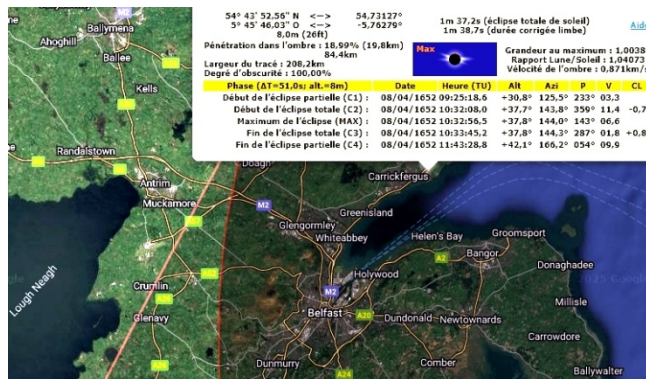 54° 43' 52,56" N <--> 54,73127°
5° 45' 46,03" O <--> -5,76279°
8,0m (26ft)
1m 37,2s (éclipse totale de soleil)
1m 38,7s (durée corrigée limbe)
Aide
Pénétration dans l'ombre : 18,99% (19,8km)
84,4km
Largeur du tracé : 208,2km
Degré d'obscurité : 100,00%
Max
Grandeur au maximum : 1,0038
Rapport Lune/Soleil : 1,04073
Vélocité de l'ombre : 0,871km/s
Phase (ΔT=51,0s; alt.=8m) Date Heure (TU) Alt Azi P V CL
Début de l'éclipse partielle (C1) : 08/04/1652 09:25:18,6 +30,8° 125,5° 233° 03,3
Début de l'éclipse totale (C2) : 08/04/1652 10:32:08,0 +37,7° 143,8° 359° 11,4 -0,7
Maximum de l'éclipse (MAX) : 08/04/1652 10:32:56,5 +37,8° 144,0° 143° 06,6
Fin de l'éclipse totale (C3) : 08/04/1652 10:33:45,2 +37,8° 144,3° 287° 01,8 +0,8
Fin de l'éclipse partielle (C4) : 08/04/1652 11:43:28,8 +42,1° 166,2° 054° 09,9
M2
Ballymena
Ahoghill
Ballee
Kells
Randalstown
Doagh
Antrim
Muckamore
Carrickfergus
M2
Greenisland
Glengormley
Whiteabbey
Helen's Bay
Groomsport
A2
Bangor
Donaghadee
Lough Neagh
Crumlin
Holywood
M2
Millisle
A26
Glenavy
Belfast
A20
Dundonald
Newtownards
Carrowdore
Dunmurry
Comber
A24
Ballywalter